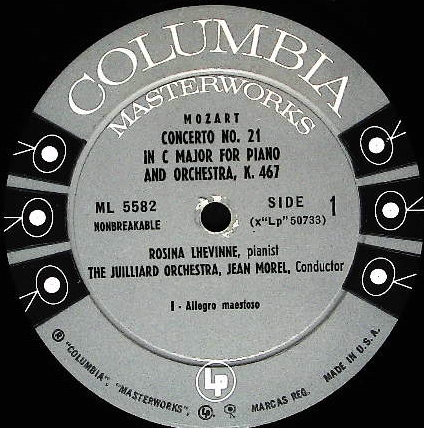 COLUMBIA
MASTERWORKS
MOZART
CONCERTO NO. 21
IN C MAJOR FOR PIANO
AND ORCHESTRA, K. 467
ML 5582
NONBREAKABLE
SIDE 1
(x"Lp"50733)
ROSINA LHEVINNE, pianist
THE JUILLIARD ORCHESTRA, JEAN MOREL, Conductor
I - Allegro maestoso
LP
® "COLUMBIA", "MASTERWORKS", LP, MARCAS REG. MADE IN U.S.A.